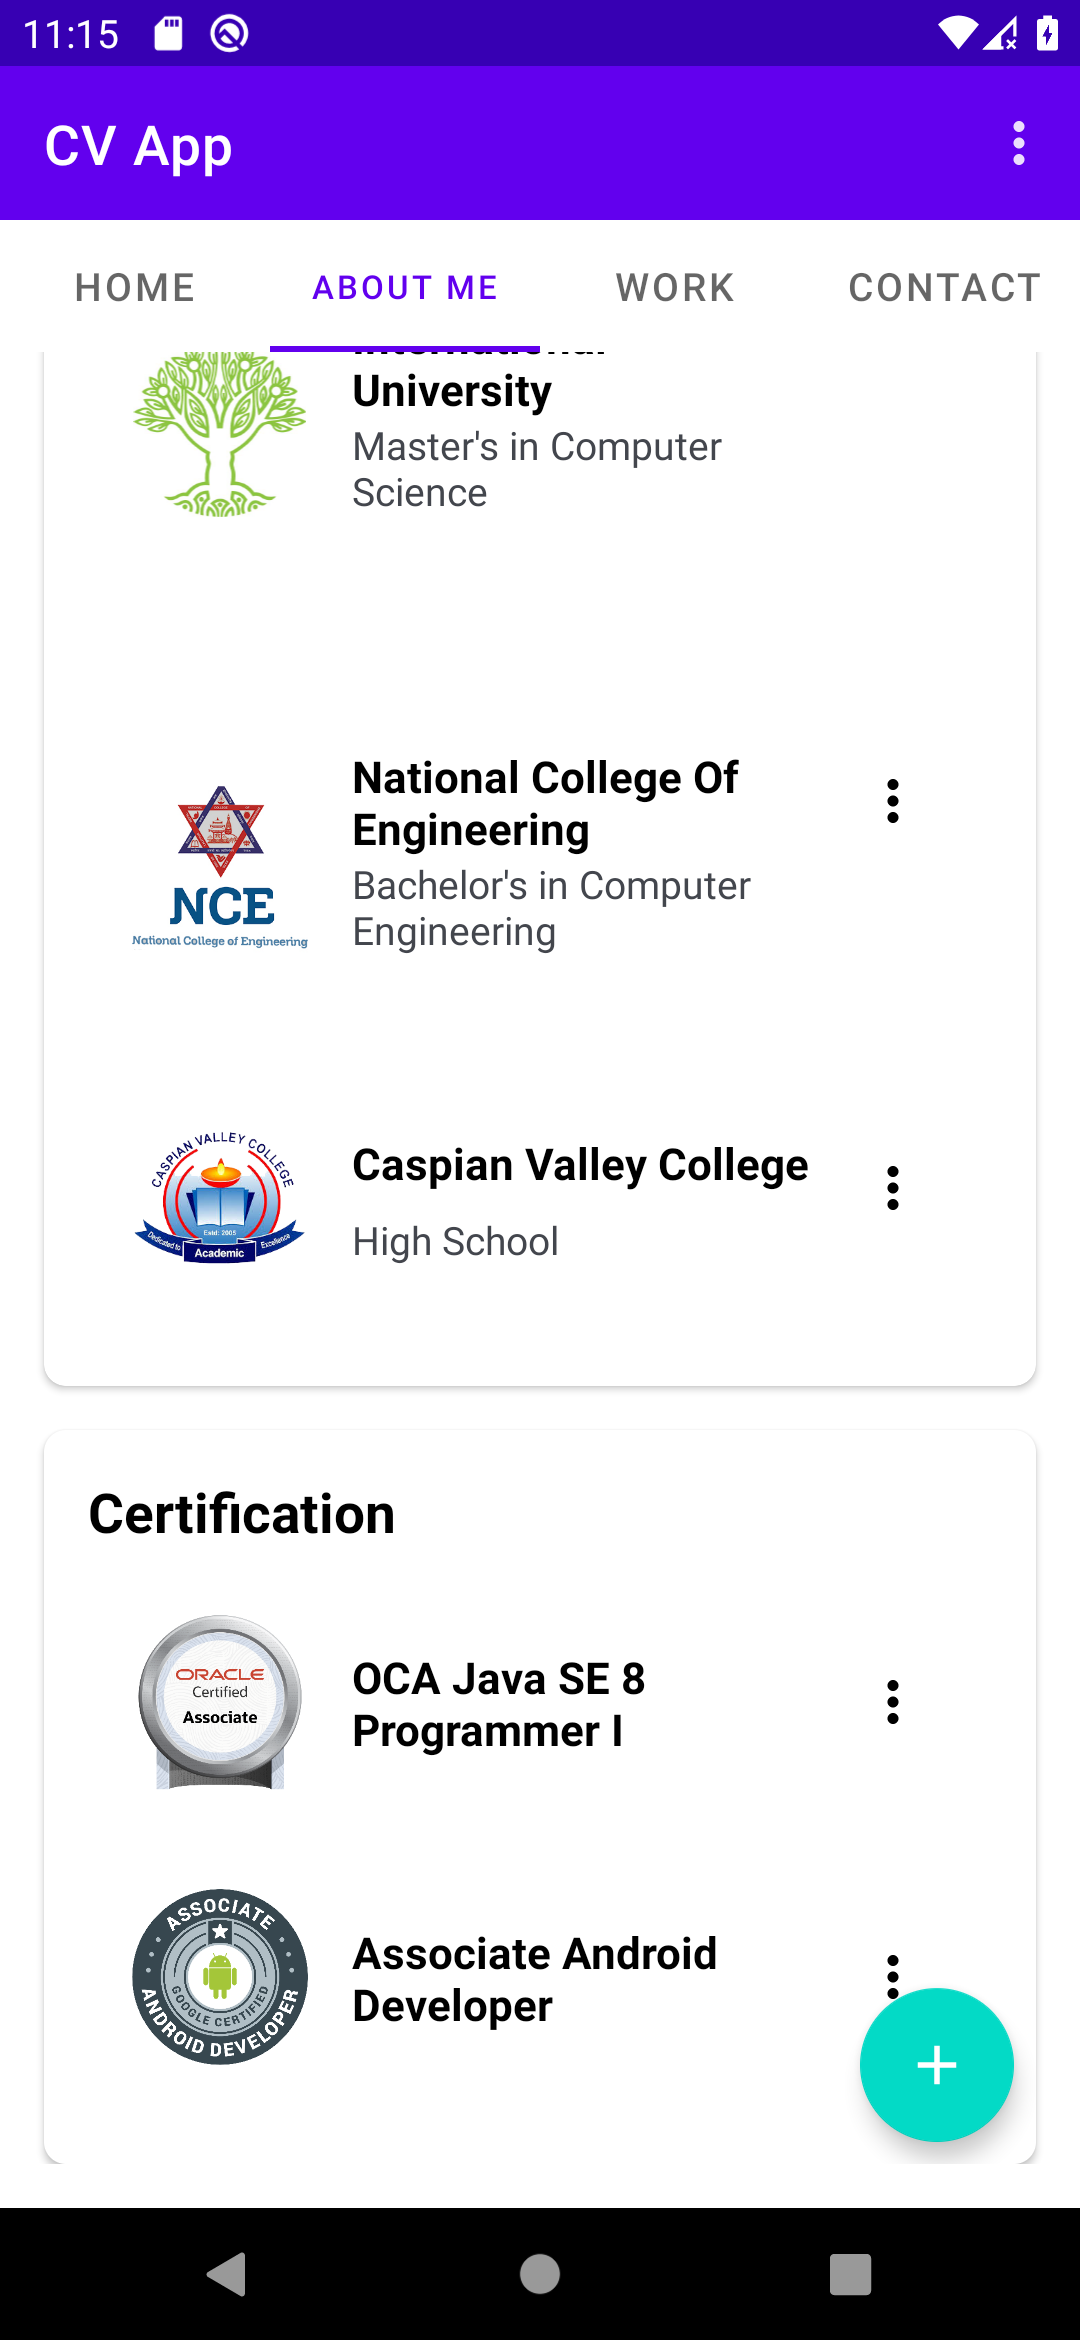 11:15
CV App
HOME
ABOUT ME
WORK
CONTACT
International
University
Master's in Computer
Science
National College Of
Engineering
Bachelor's in Computer
Engineering
NCE
National College of Engineering
CASPIAN VALLEY COLLEGE
Estd: 2005
Dedicated to
Academic
Excellence
Caspian Valley College
High School
Certification
ORACLE
Certified
Associate
OCA Java SE 8
Programmer I
ASSOCIATE
GOOGLE CERTIFIED
ANDROID DEVELOPER
Associate Android
Developer